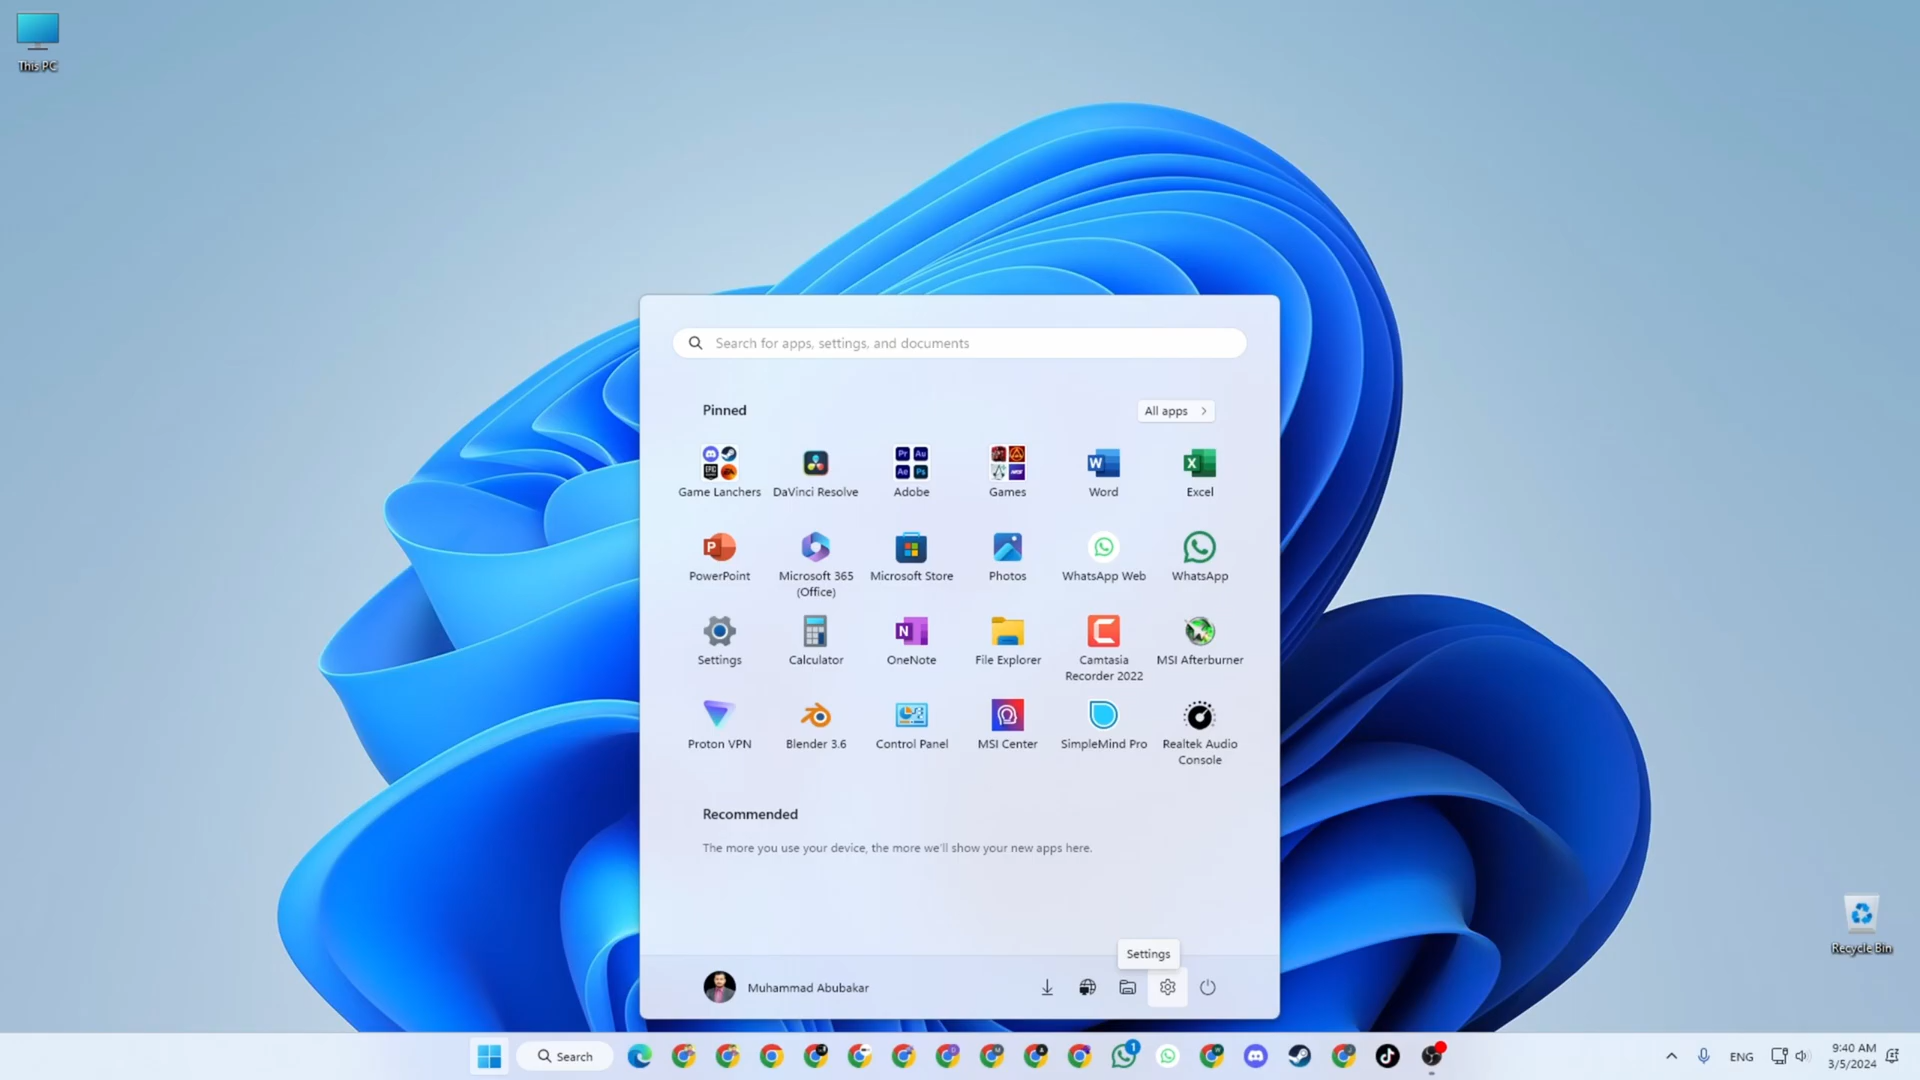 This PC
Search for apps, settings, and documents
Pinned
All apps
Game Lanchers
DaVinci Resolve
Adobe
Games
Word
Excel
PowerPoint
Microsoft 365
(Office)
Microsoft Store
Photos
WhatsApp Web
WhatsApp
Settings
Calculator
OneNote
File Explorer
Camtasia
Recorder 2022
MSI Afterburner
Proton VPN
Blender 3.6
Control Panel
MSI Center
SimpleMind Pro
Realtek Audio
Console
Recommended
The more you use your device, the more we'll show your new apps here.
Recycle Bin
Settings
Muhammad Abubakar
Search
1
ENG
9:40 AM
3/5/2024